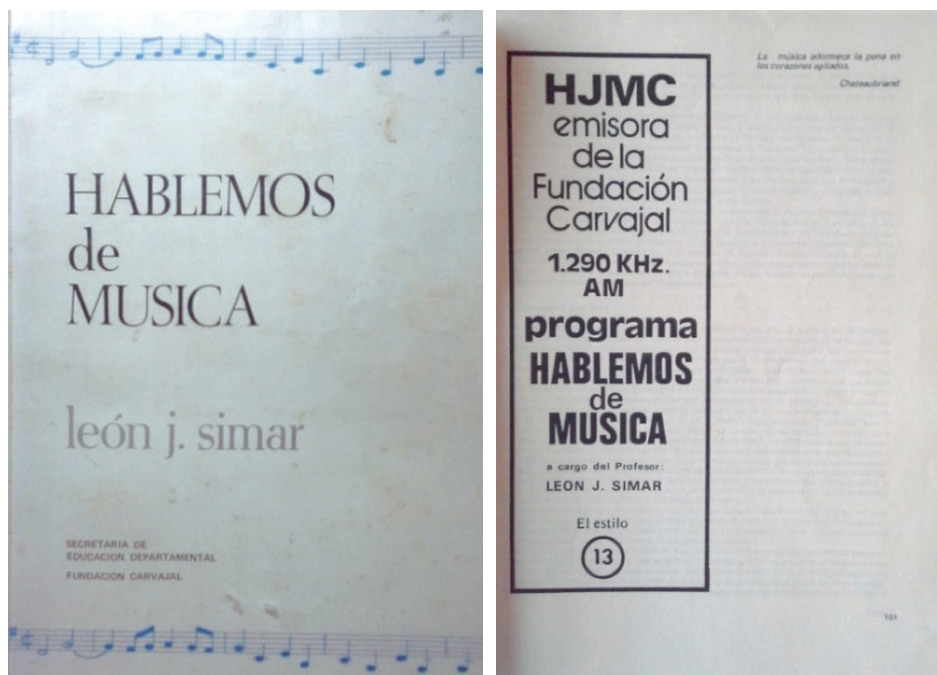 HABLEMOS
de
MUSICA
león j. simar
SECRETARIA DE
EDUCACION DEPARTAMENTAL
FUNDACION CARVAJAL
HJMC
emisora
de la
Fundación
Carvajal
1.290 KHz.
AM
programa
HABLEMOS
de
MUSICA
a cargo del Profesor:
LEON J. SIMAR
El estilo
13
La música adormece la pena en
los corazones agitados.
Chateaubriand
101